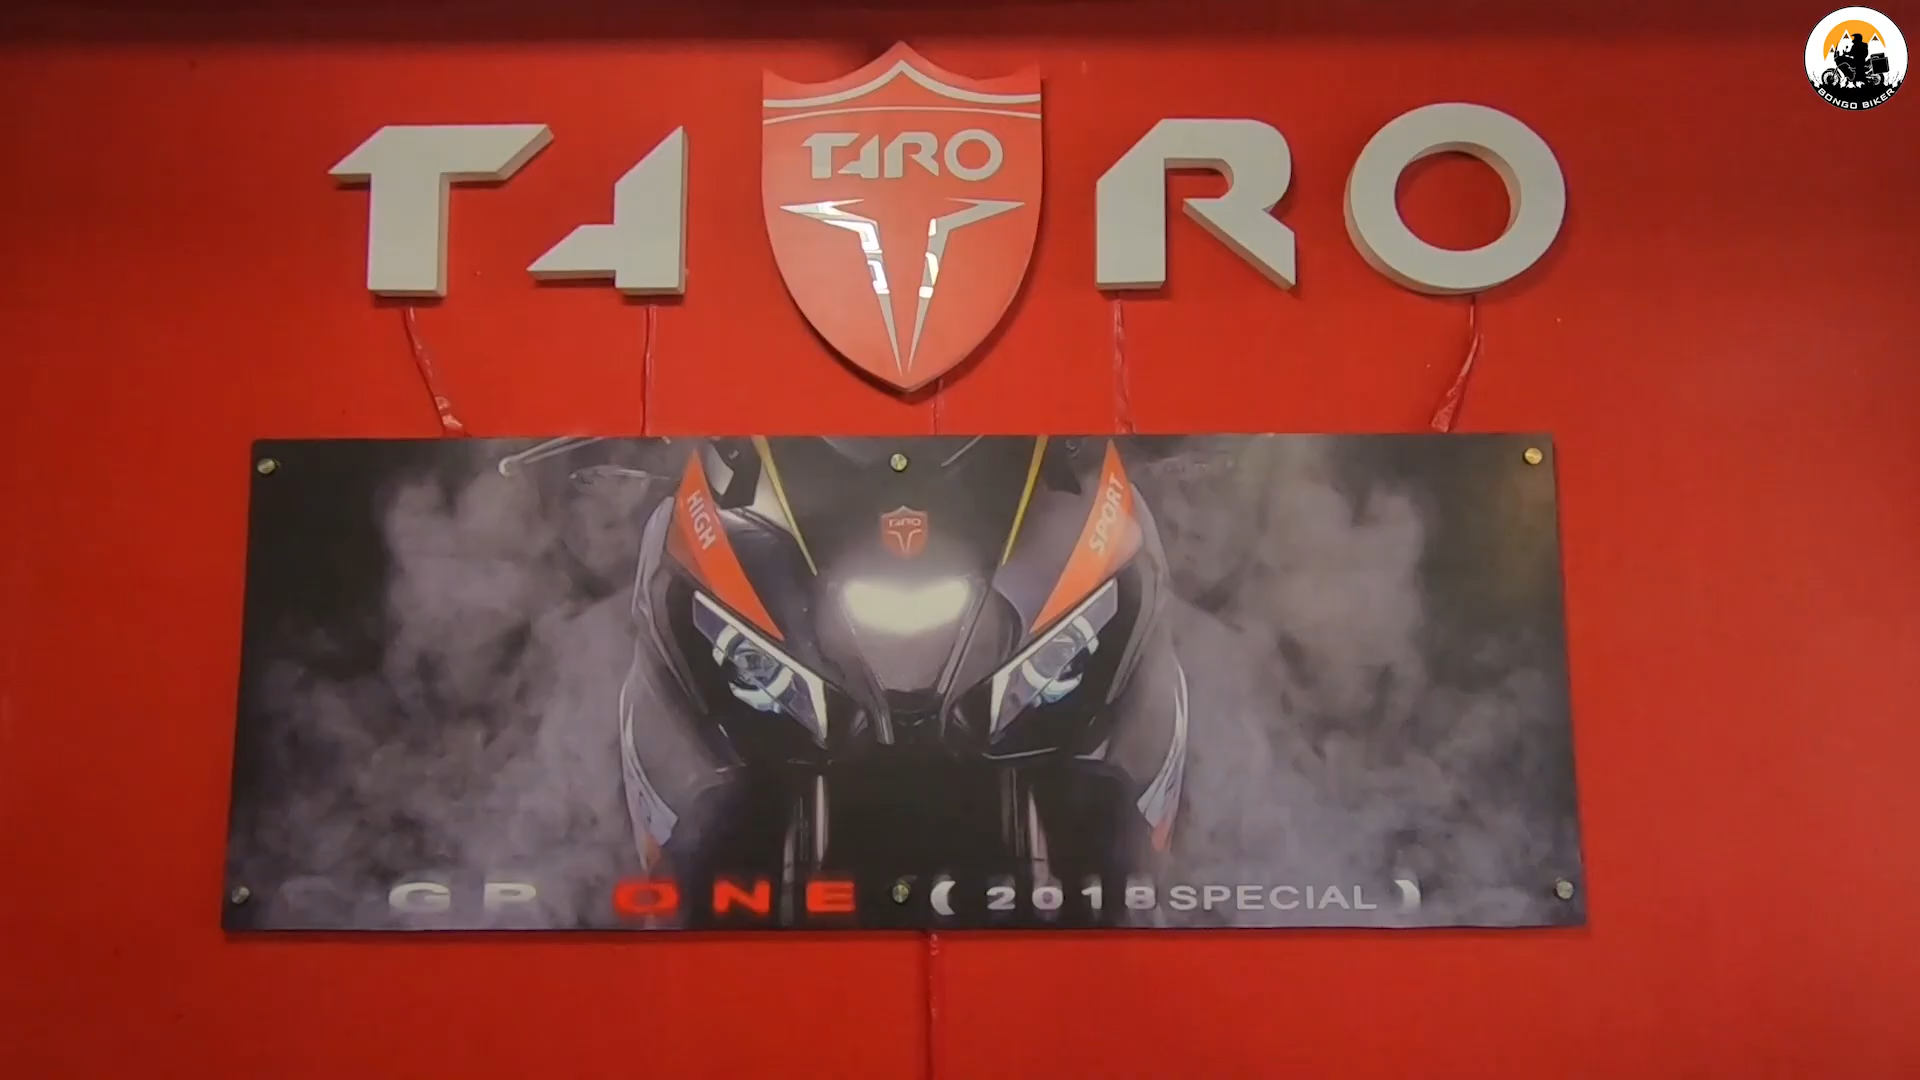 TARO
TARO
HIGH
SPORT
TARO
GP ONE (2018 SPECIAL)
BONGO BIKER